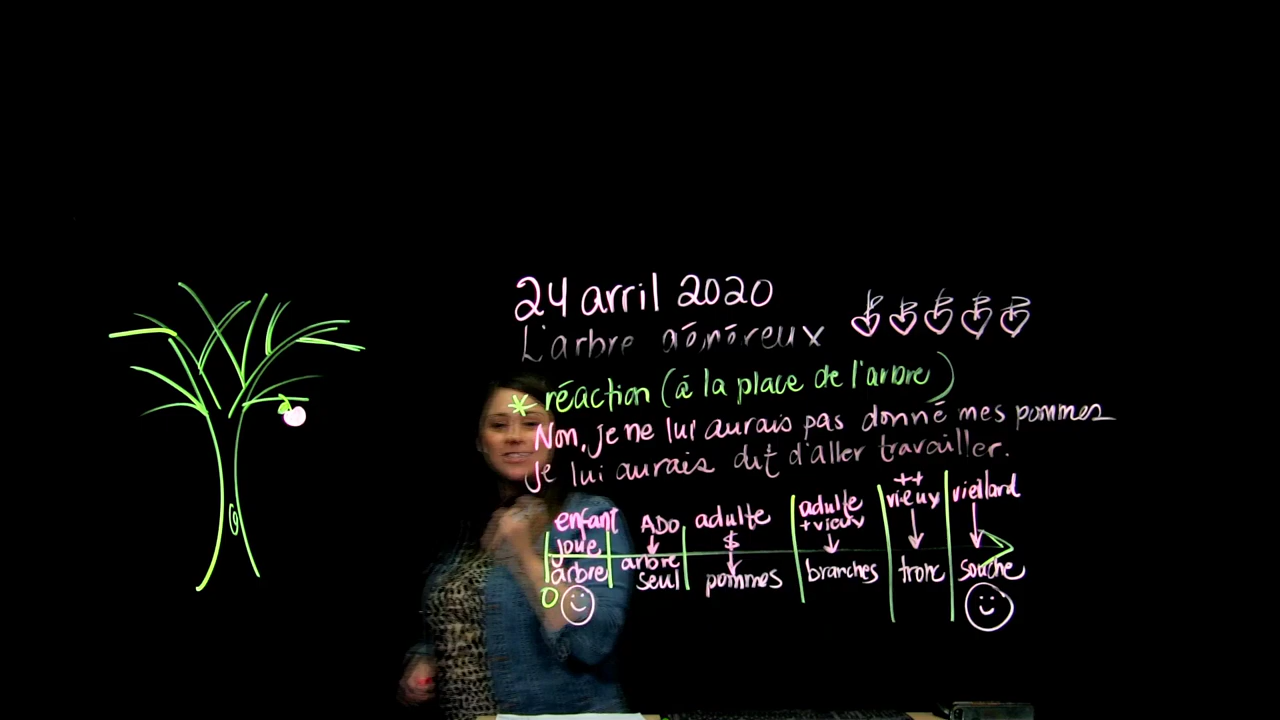 24 avril 2020
L'arbre généreux
* réaction (à la place de l'arbre)
Non, je ne lui aurais pas donné mes pommes
je lui aurais dit d'aller travailler.
enfant joue arbre
ADO arbre seul
adulte $ pommes
adulte + vieux branches
++ vieux tronc
vieillard souche
0